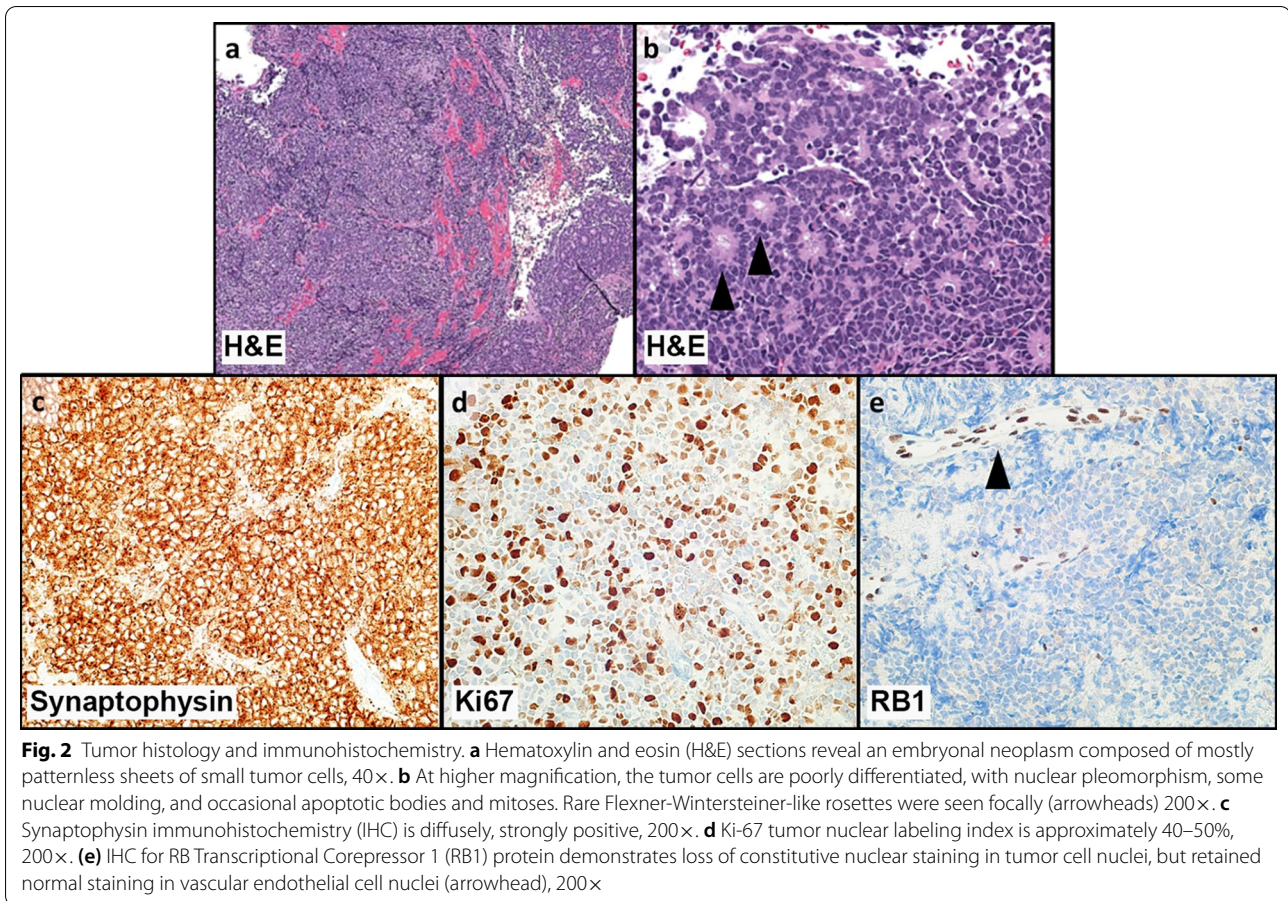 a
b
H&E
H&E
c
d
e
Synaptophysin
Ki67
RB1
Fig. 2 Tumor histology and immunohistochemistry. a Hematoxylin and eosin (H&E) sections reveal an embryonal neoplasm composed of mostly
patternless sheets of small tumor cells, 40×. b At higher magnification, the tumor cells are poorly differentiated, with nuclear pleomorphism, some
nuclear molding, and occasional apoptotic bodies and mitoses. Rare Flexner-Wintersteiner-like rosettes were seen focally (arrowheads) 200×. c
Synaptophysin immunohistochemistry (IHC) is diffusely, strongly positive, 200×. d Ki-67 tumor nuclear labeling index is approximately 40–50%,
200×. (e) IHC for RB Transcriptional Corepressor 1 (RB1) protein demonstrates loss of constitutive nuclear staining in tumor cell nuclei, but retained
normal staining in vascular endothelial cell nuclei (arrowhead), 200×